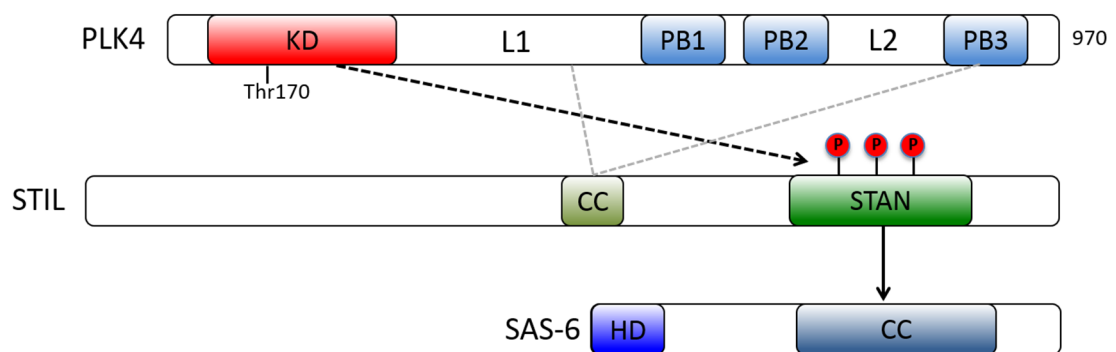 PLK4 KD L1 PB1 PB2 L2 PB3 970
Thr170
P P P
STIL CC STAN
SAS-6 HD CC